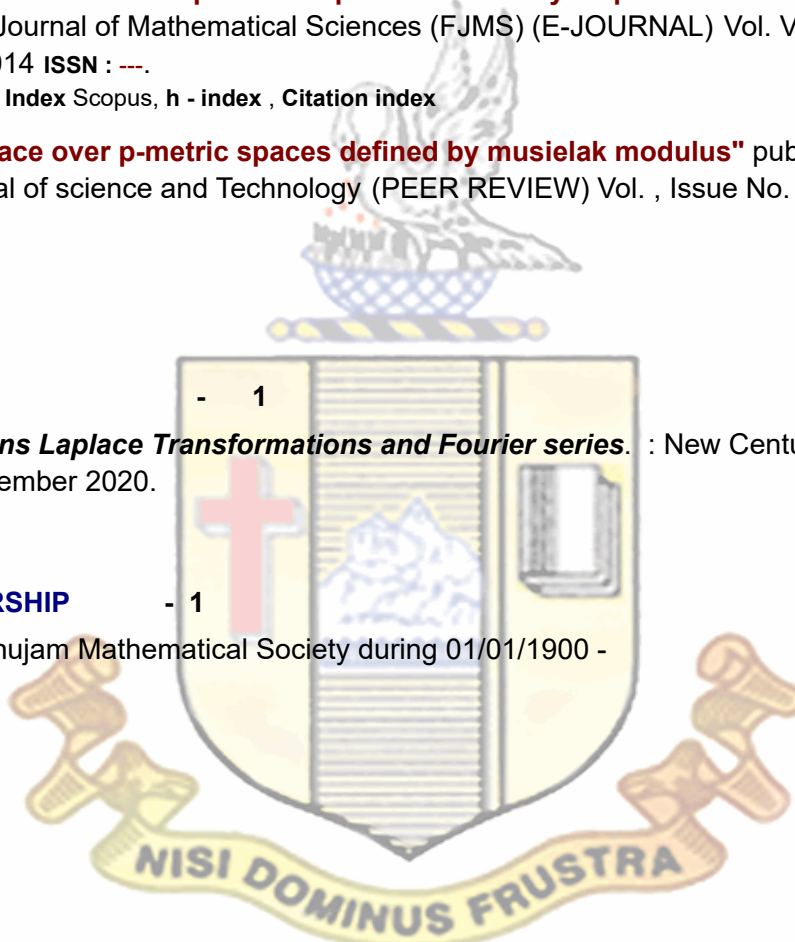 Journal of Mathematical Sciences (FJMS) (E-JOURNAL) Vol. V
014 ISSN : ---.
Index Scopus, h - index , Citation index
ace over p-metric spaces defined by musielak modulus" pub
al of science and Technology (PEER REVIEW) Vol. , Issue No.
- 1
ns Laplace Transformations and Fourier series. : New Centu
ember 2020.
RSHIP - 1
nujam Mathematical Society during 01/01/1900 -
NISI DOMINUS FRUSTRA